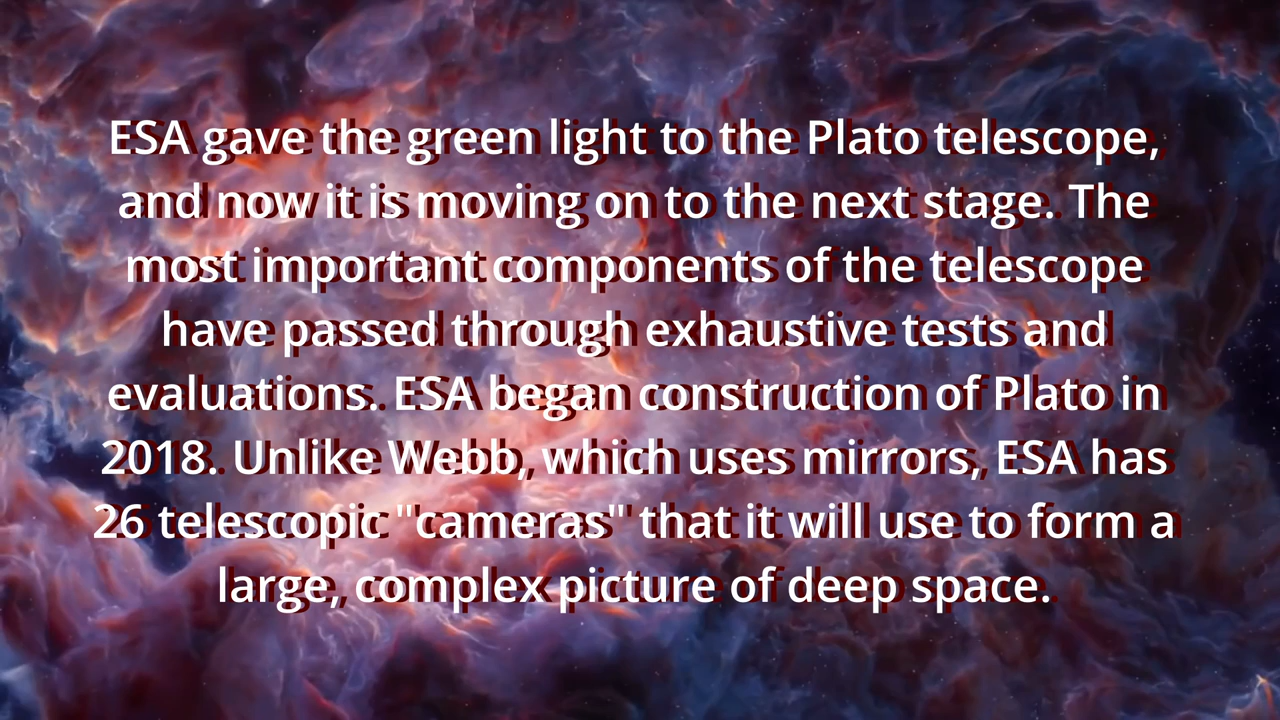 ESA gave the green light to the Plato telescope,
and now it is moving on to the next stage. The
most important components of the telescope
have passed through exhaustive tests and
evaluations. ESA began construction of Plato in
2018. Unlike Webb, which uses mirrors, ESA has
26 telescopic "cameras" that it will use to form a
large, complex picture of deep space.